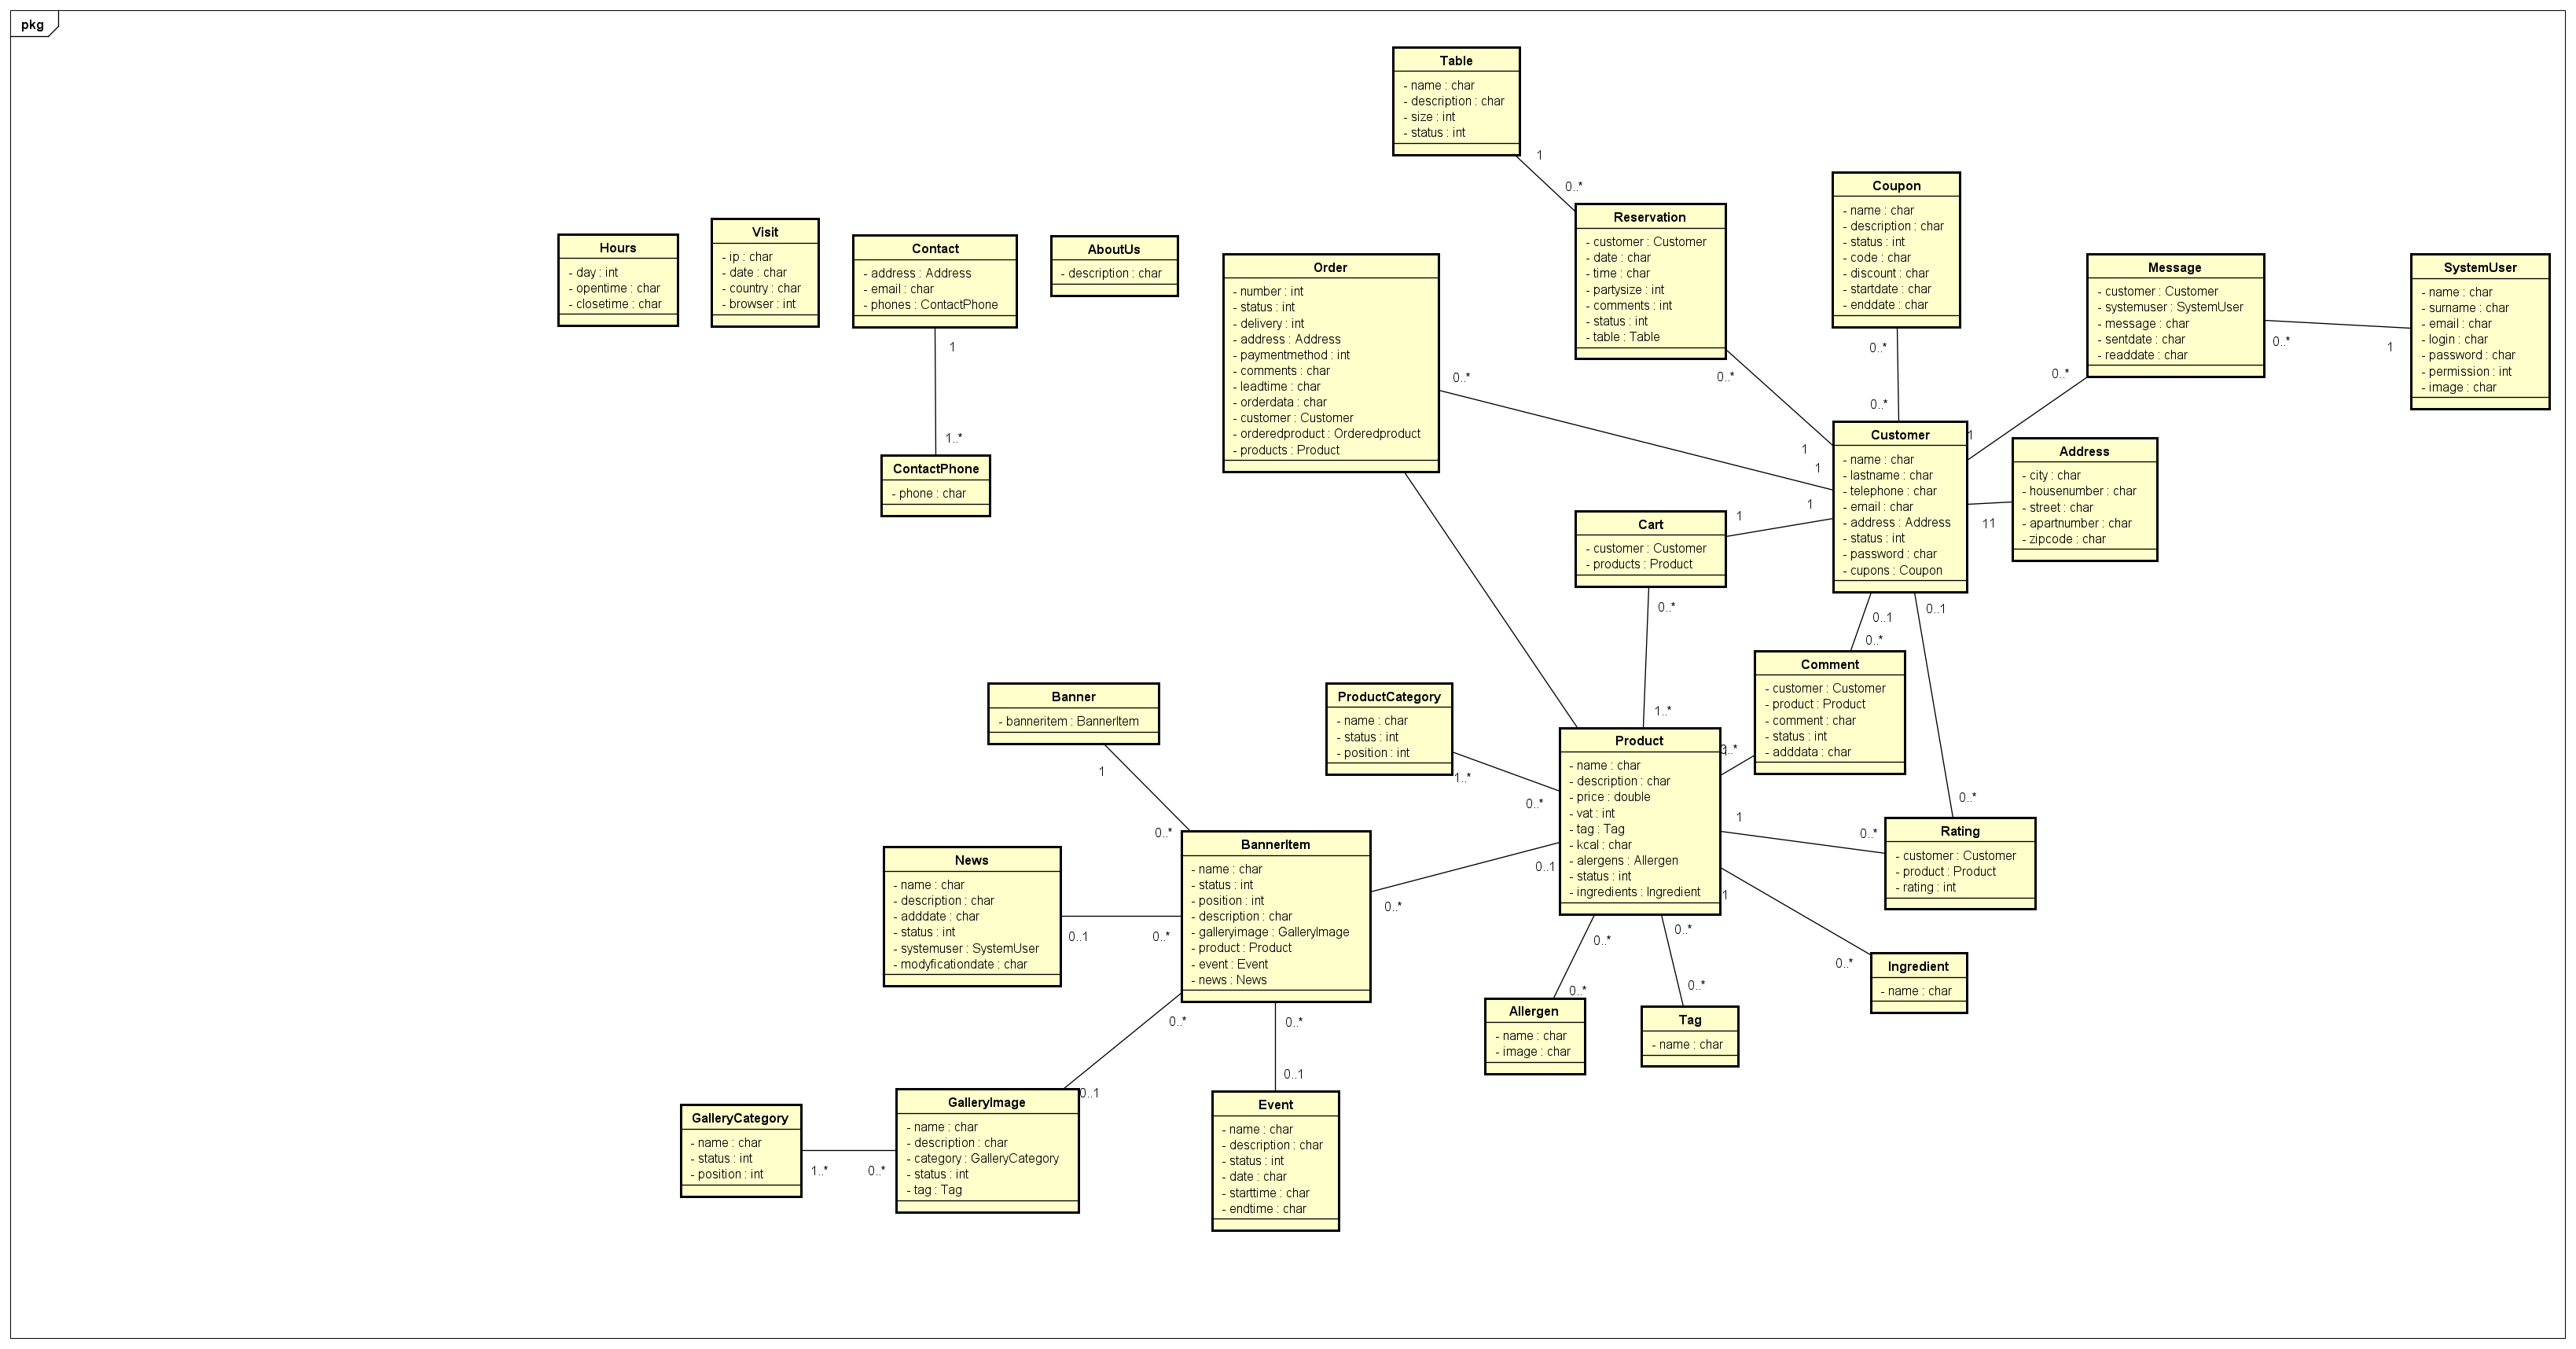 pkg
Table
- name : char
- description : char
- size : int
- status : int
1
0..*
Reservation
- customer : Customer
- date : char
- time : char
- partysize : int
- comments : int
- status : int
- table : Table
0..*
1
Coupon
- name : char
- description : char
- status : int
- code : char
- discount : char
- startdate : char
- enddate : char
0..*
0..*
Hours
- day : int
- opentime : char
- closetime : char
Visit
- ip : char
- date : char
- country : char
- browser : int
Contact
- address : Address
- email : char
- phones : ContactPhone
1
1..*
ContactPhone
- phone : char
AboutUs
- description : char
Order
- number : int
- status : int
- delivery : int
- address : Address
- paymentmethod : int
- comments : char
- leadtime : char
- orderdata : char
- customer : Customer
- orderedproduct : Orderedproduct
- products : Product
0..*
1
Message
- customer : Customer
- systemuser : SystemUser
- message : char
- sentdate : char
- readdate : char
0..*
1
0..*
1
SystemUser
- name : char
- surname : char
- email : char
- login : char
- password : char
- permission : int
- image : char
Customer
- name : char
- lastname : char
- telephone : char
- email : char
- address : Address
- status : int
- password : char
- cupons : Coupon
11
Address
- city : char
- housenumber : char
- street : char
- apartnumber : char
- zipcode : char
Cart
- customer : Customer
- products : Product
1
1
0..*
1..*
0..1
0..*
0..1
0..*
Comment
- customer : Customer
- product : Product
- comment : char
- status : int
- adddata : char
Banner
- banneritem : BannerItem
1
0..*
ProductCategory
- name : char
- status : int
- position : int
1..*
0..*
Product
- name : char
- description : char
- price : double
- vat : int
- tag : Tag
- kcal : char
- alergens : Allergen
- status : int
- ingredients : Ingredient
1
0..*
Rating
- customer : Customer
- product : Product
- rating : int
1
0..*
Ingredient
- name : char
News
- name : char
- description : char
- adddate : char
- status : int
- systemuser : SystemUser
- modyficationdate : char
0..1
0..*
BannerItem
- name : char
- status : int
- position : int
- description : char
- galleryimage : GalleryImage
- product : Product
- event : Event
- news : News
0..1
0..*
0..*
0..*
Allergen
- name : char
- image : char
0..*
0..*
Tag
- name : char
0..*
0..1
0..*
0..1
GalleryCategory
- name : char
- status : int
- position : int
1..*
0..*
GalleryImage
- name : char
- description : char
- category : GalleryCategory
- status : int
- tag : Tag
Event
- name : char
- description : char
- status : int
- date : char
- starttime : char
- endtime : char